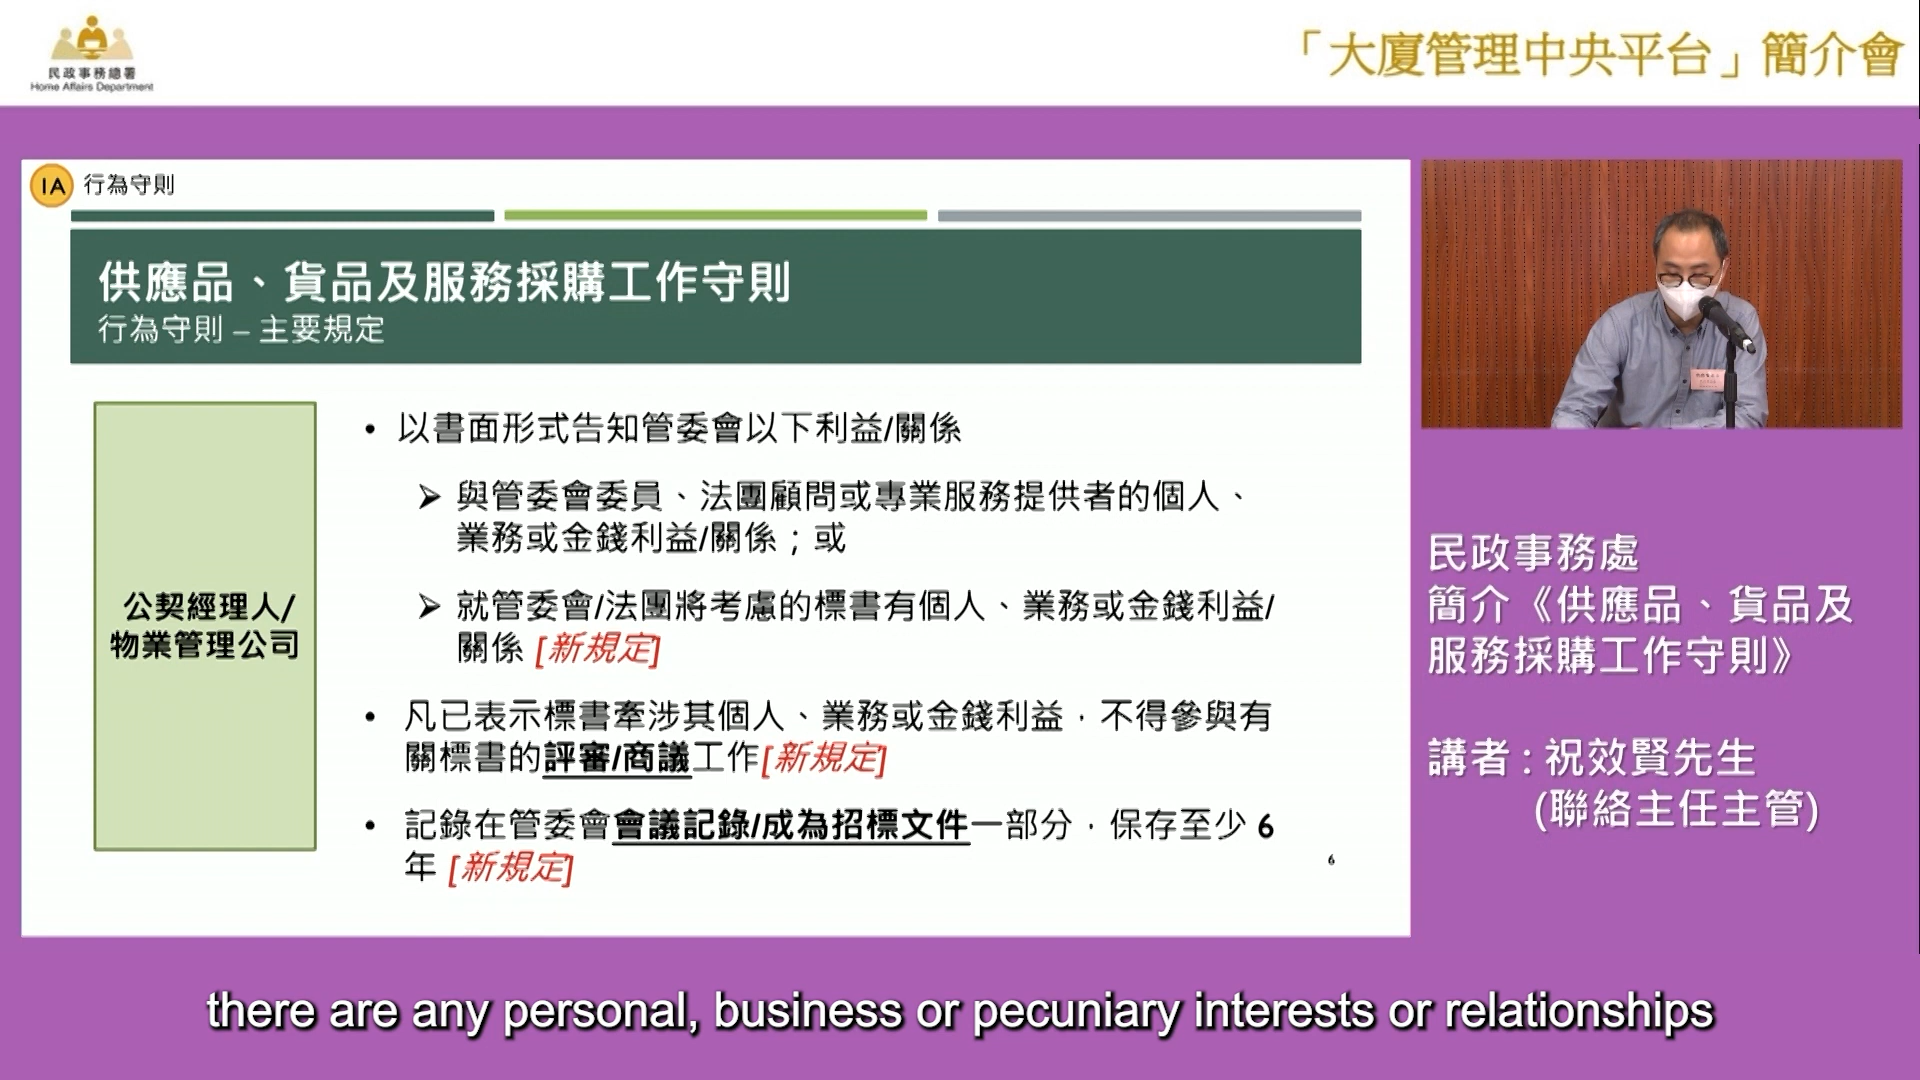 民政事務總署
Home Affairs Department
「大廈管理中央平台」簡介會
IA 行為守則
供應品、貨品及服務採購工作守則
行為守則 – 主要規定
公契經理人/
物業管理公司
• 以書面形式告知管委會以下利益/關係
➢ 與管委會委員、法團顧問或專業服務提供者的個人、
業務或金錢利益/關係；或
➢ 就管委會/法團將考慮的標書有個人、業務或金錢利益/
關係 [新規定]
• 凡已表示標書牽涉其個人、業務或金錢利益，不得參與有
關標書的評審/商議工作[新規定]
• 記錄在管委會會議記錄/成為招標文件一部分，保存至少 6
年 [新規定]
6
民政事務處
簡介《供應品、貨品及
服務採購工作守則》
講者 : 祝效賢先生
(聯絡主任主管)
there are any personal, business or pecuniary interests or relationships